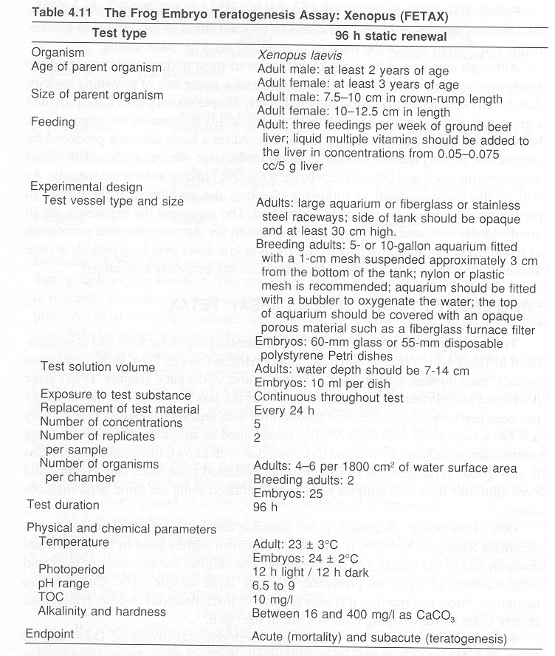 Table 4.11 The Frog Embryo Teratogenesis Assay: Xenopus (FETAX)
Test type 96 h static renewal
Organism Xenopus laevis
Age of parent organism Adult male: at least 2 years of age
Adult female: at least 3 years of age
Size of parent organism Adult male: 7.5–10 cm in crown-rump length
Adult female: 10–12.5 cm in length
Feeding Adult: three feedings per week of ground beef
liver; liquid multiple vitamins should be added to
the liver in concentrations from 0.05–0.075
cc/5 g liver
Experimental design
Test vessel type and size Adults: large aquarium or fiberglass or stainless
steel raceways; side of tank should be opaque
and at least 30 cm high.
Breeding adults: 5- or 10-gallon aquarium fitted
with a 1-cm mesh suspended approximately 3 cm
from the bottom of the tank; nylon or plastic
mesh is recommended; aquarium should be fitted
with a bubbler to oxygenate the water; the top
of aquarium should be covered with an opaque
porous material such as a fiberglass furnace filter
Embryos: 60-mm glass or 55-mm disposable
polystyrene Petri dishes
Test solution volume Adults: water depth should be 7-14 cm
Embryos: 10 ml per dish
Exposure to test substance Continuous throughout test
Replacement of test material Every 24 h
Number of concentrations 5
Number of replicates 2
per sample
Number of organisms Adults: 4–6 per 1800 cm² of water surface area
per chamber Breeding adults: 2
Embryos: 25
Test duration 96 h
Physical and chemical parameters
Temperature Adult: 23 ± 3°C
Embryos: 24 ± 2°C
Photoperiod 12 h light / 12 h dark
pH range 6.5 to 9
TOC 10 mg/l
Alkalinity and hardness Between 16 and 400 mg/l as CaCO₃
Endpoint Acute (mortality) and subacute (teratogenesis)